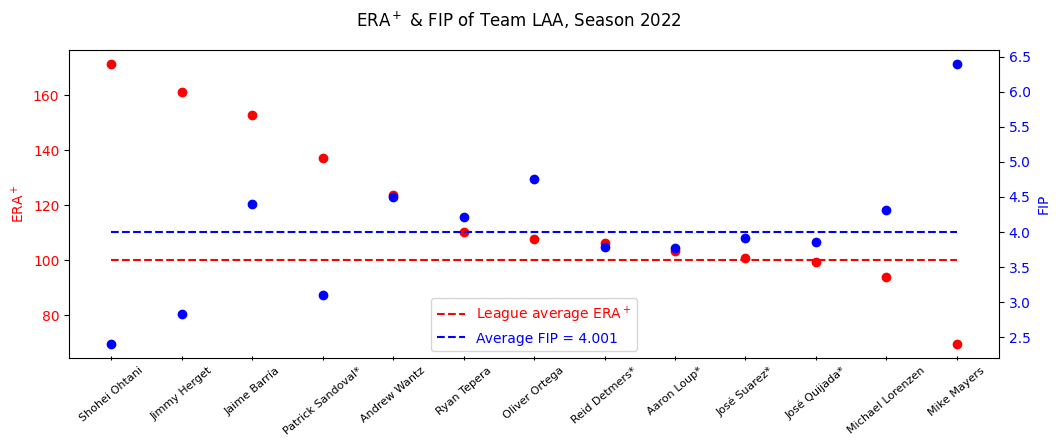 ERA+ & FIP of Team LAA, Season 2022
ERA+
160
140
120
100
80
6.5
6.0
5.5
5.0
4.5
4.0
3.5
3.0
2.5
FIP
League average ERA+
Average FIP = 4.001
Shohei Ohtani
Jimmy Herget
Jaime Barría
Patrick Sandoval*
Andrew Wantz
Ryan Tepera
Oliver Ortega
Reid Detmers*
Aaron Loup*
José Suarez*
José Quijada*
Michael Lorenzen
Mike Mayers